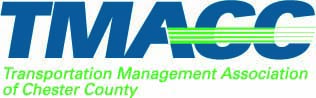 TMACC
Transportation Management Association
of Chester County